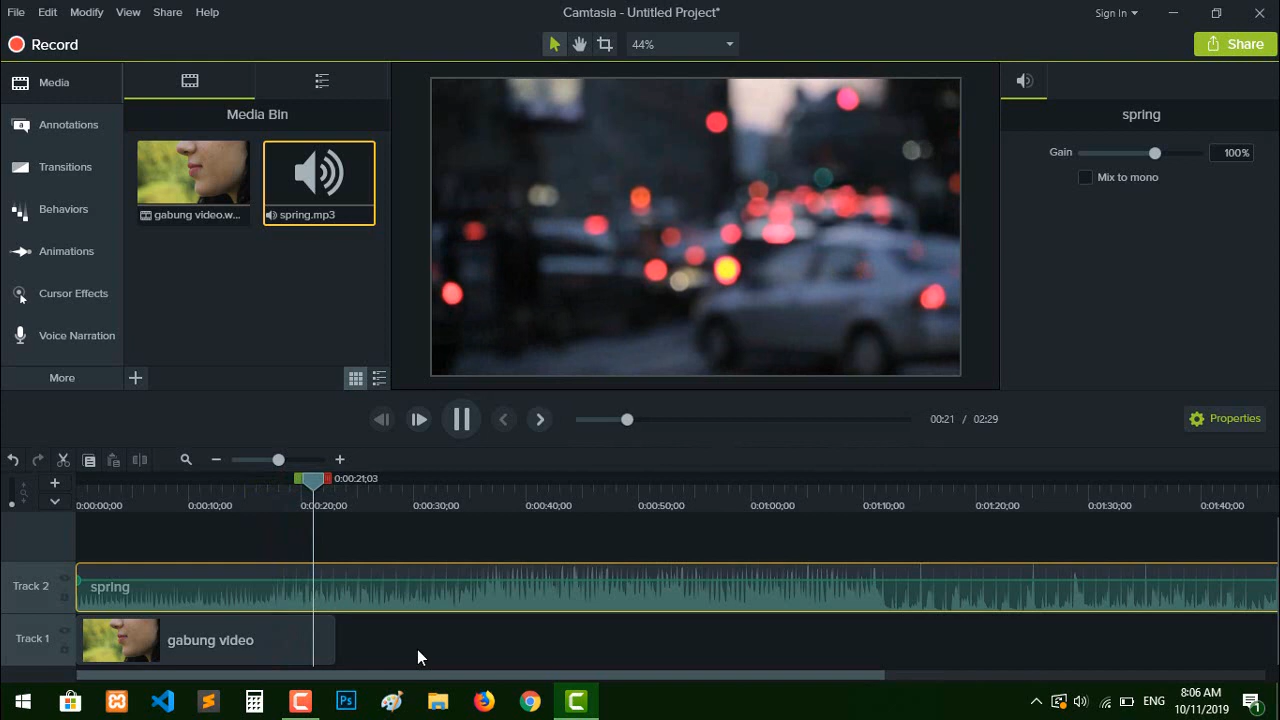 File Edit Modify View Share Help
Camtasia - Untitled Project*
Sign In
Record
44%
Share
Media
Annotations
Transitions
Behaviors
Animations
Cursor Effects
Voice Narration
More
Media Bin
gabung video.w...
spring.mp3
spring
Gain 100%
Mix to mono
00:21 / 02:29
Properties
0:00:21;03
0:00:00;00 0:00:10;00 0:00:20;00 0:00:30;00 0:00:40;00 0:00:50;00 0:01:00;00 0:01:10;00 0:01:20;00 0:01:30;00 0:01:40;00
Track 2
spring
Track 1
gabung video
Ps
ENG
8:06 AM
10/11/2019
1